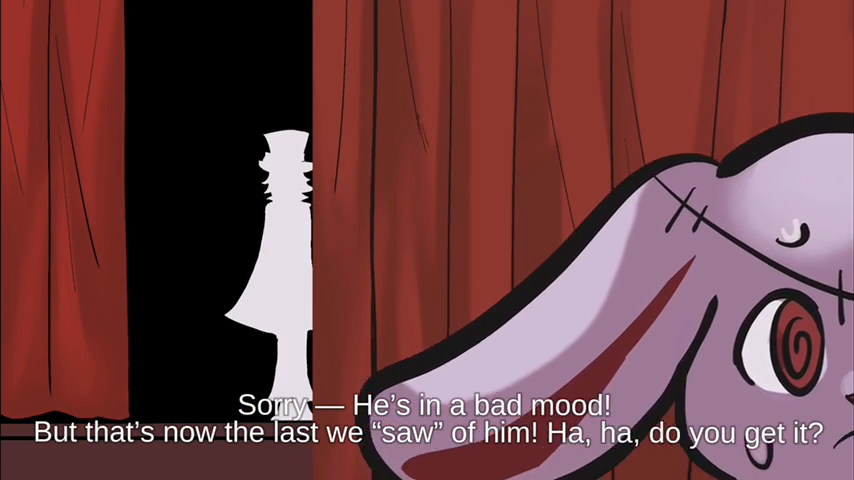 Sorry — He's in a bad mood!
But that's now the last we “saw” of him! Ha, ha, do you get it?